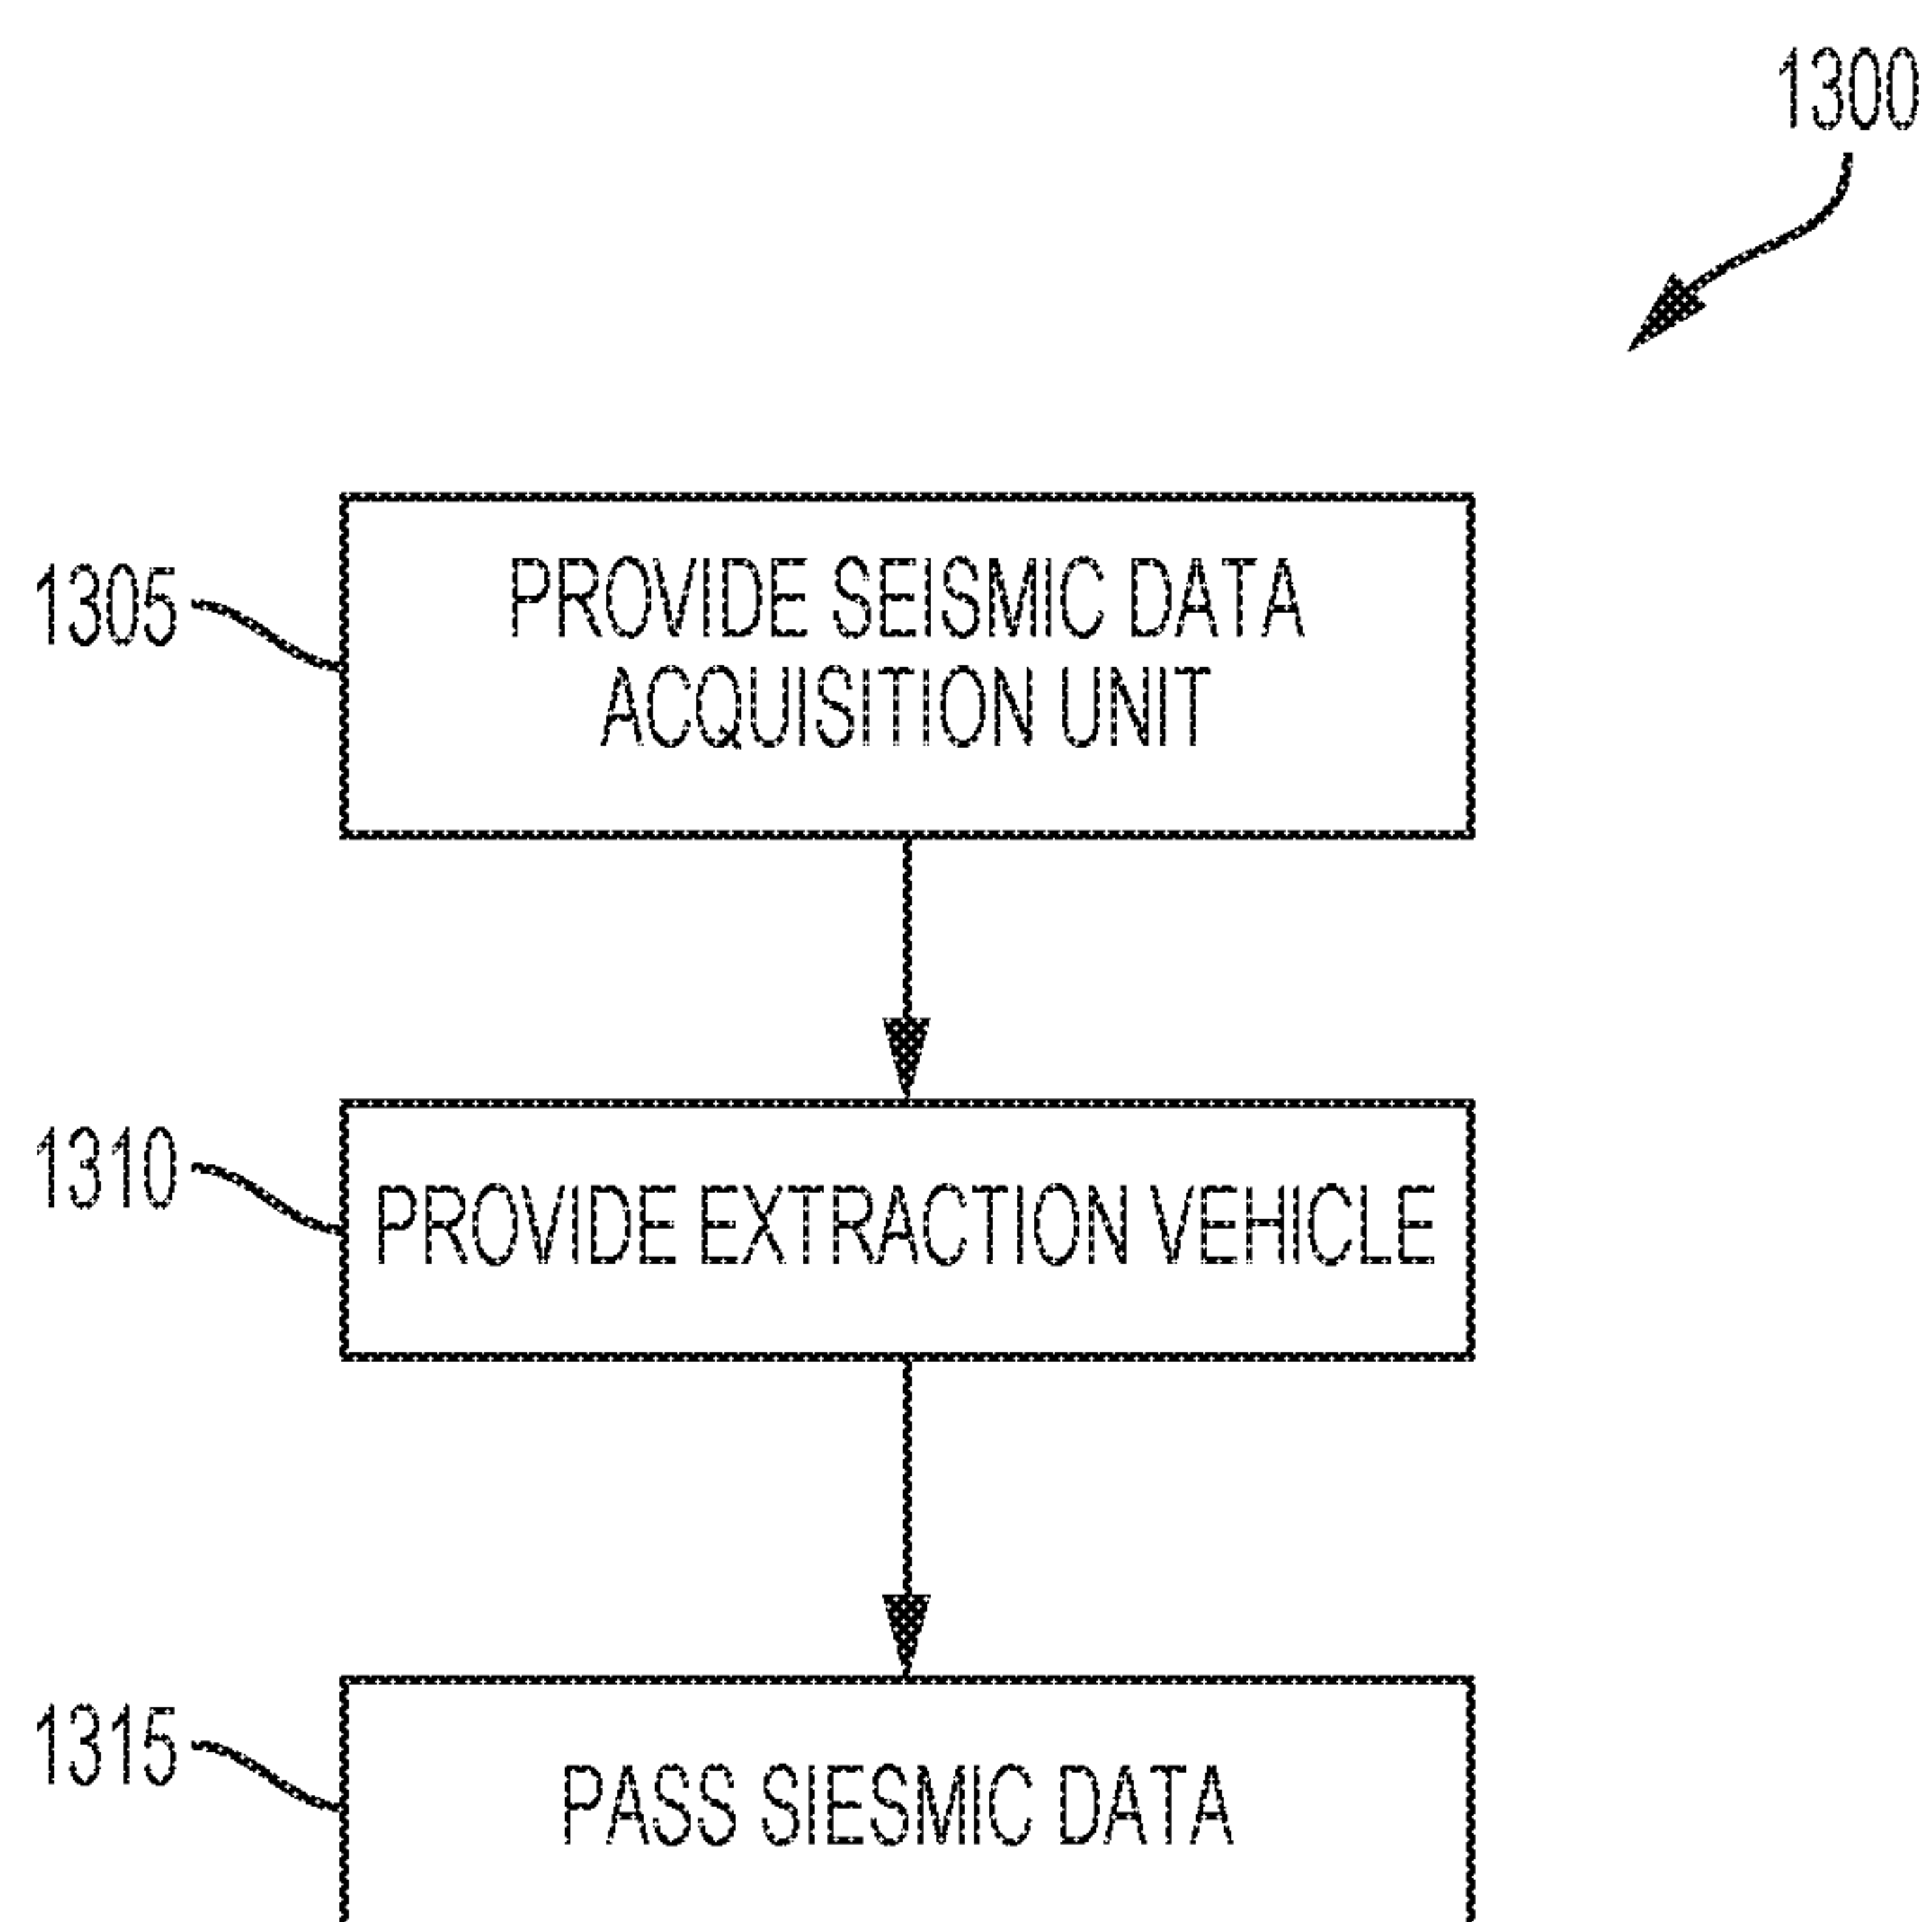 1300
1305
PROVIDE SEISMIC DATA
ACQUISITION UNIT
1310
PROVIDE EXTRACTION VEHICLE
1315
PASS SIESMIC DATA